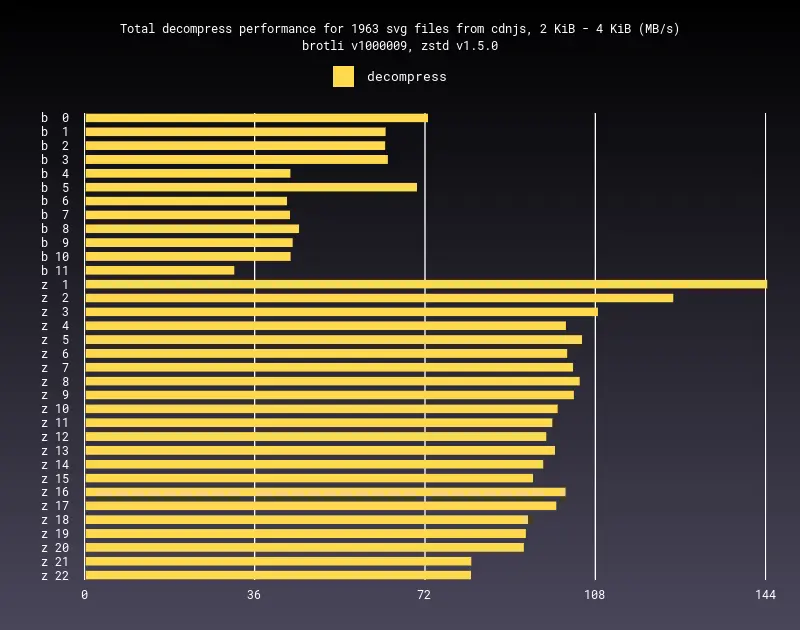 Total decompress performance for 1963 svg files from cdnjs, 2 KiB - 4 KiB (MB/s)
brotli v1000009, zstd v1.5.0
decompress
b 0
b 1
b 2
b 3
b 4
b 5
b 6
b 7
b 8
b 9
b 10
b 11
z 1
z 2
z 3
z 4
z 5
z 6
z 7
z 8
z 9
z 10
z 11
z 12
z 13
z 14
z 15
z 16
z 17
z 18
z 19
z 20
z 21
z 22
0 36 72 108 144